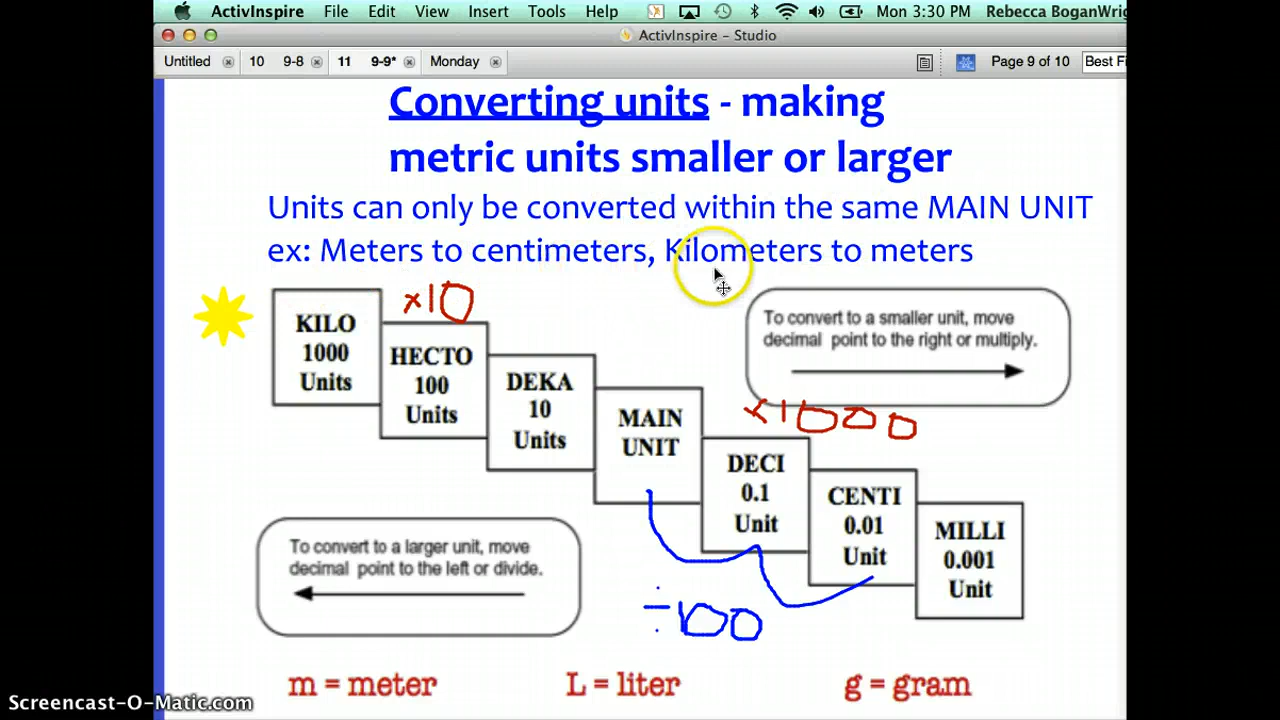 ActivInspire File Edit View Insert Tools Help Mon 3:30 PM Rebecca BoganWrig
ActivInspire – Studio
Untitled 10 9-8 11 9-9* Monday Page 9 of 10 Best Fi
Converting units - making
metric units smaller or larger
Units can only be converted within the same MAIN UNIT
ex: Meters to centimeters, Kilometers to meters
KILO
1000
Units
x10
HECTO
100
Units
DEKA
10
Units
MAIN
UNIT
To convert to a smaller unit, move
decimal point to the right or multiply.
x1000
DECI
0.1
Unit
CENTI
0.01
Unit
MILLI
0.001
Unit
To convert to a larger unit, move
decimal point to the left or divide.
÷100
m = meter L = liter g = gram
Screencast-O-Matic.com